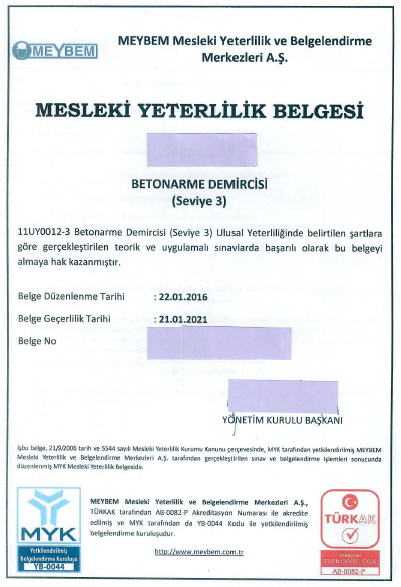 MEYBEM
MEYBEM Mesleki Yeterlilik ve Belgelendirme
Merkezleri A.Ş.
MESLEKİ YETERLİLİK BELGESİ
BETONARME DEMİRCİSİ
(Seviye 3)
11UY0012-3 Betonarme Demircisi (Seviye 3) Ulusal Yeterliliğinde belirtilen şartlara
göre gerçekleştirilen teorik ve uygulamalı sınavlarda başarılı olarak bu belgeyi
almaya hak kazanmıştır.
Belge Düzenlenme Tarihi : 22.01.2016
Belge Geçerlilik Tarihi : 21.01.2021
Belge No
YÖNETİM KURULU BAŞKANI
İşbu belge, 21/9/2006 tarih ve 5544 sayılı Mesleki Yeterlilik Kurumu Kanunu çerçevesinde, MYK tarafından yetkilendirilmiş MEYBEM
Mesleki Yeterlilik ve Belgelendirme Merkezleri A.Ş. tarafından gerçekleştirilen sınav ve belgelendirme işlemleri sonucunda
düzenlenmiş MYK Mesleki Yeterlilik Belgesidir.
MYK
Yetkilendirilmiş
Belgelendirme Kuruluşu
YB-0044
MEYBEM Mesleki Yeterlilik ve Belgelendirme Merkezleri A.Ş.,
TÜRKAK tarafından AB-0082-P Akreditasyon Numarası ile akredite
edilmiş ve MYK tarafından da YB-0044 Kodu ile yetkilendirilmiş
belgelendirme kuruluşudur.
http://www.meybem.com.tr
TÜRKAK
Personel
AB-0082-P